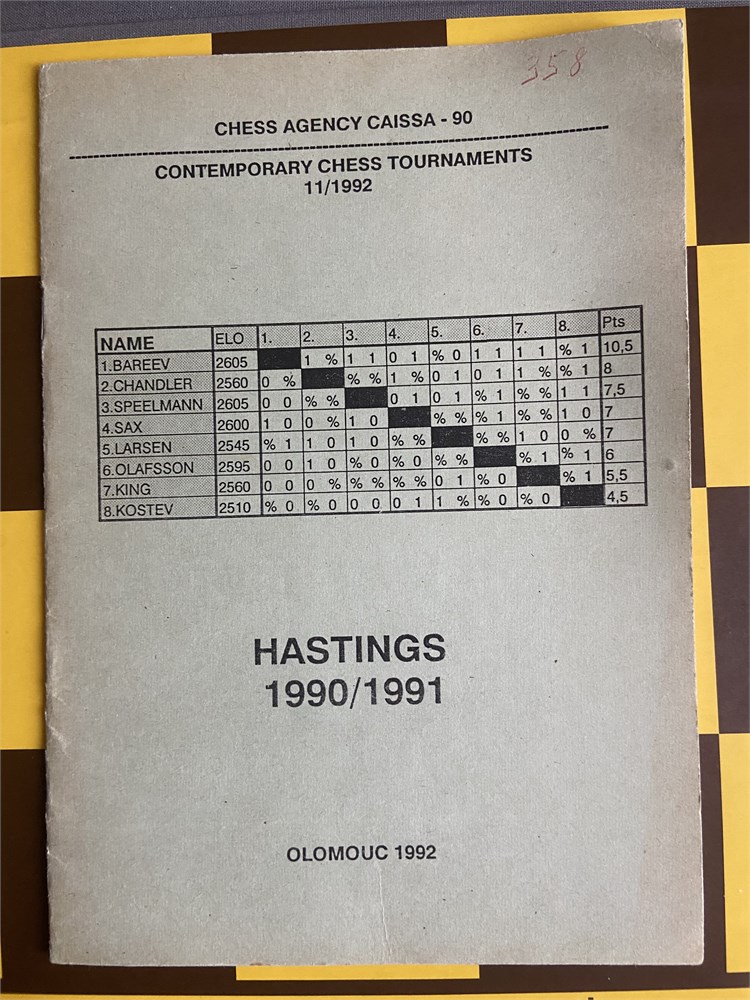 358
CHESS AGENCY CAISSA - 90
CONTEMPORARY CHESS TOURNAMENTS
11/1992
NAME ELO 1. 2. 3. 4. 5. 6. 7. 8. Pts
1.BAREEV 2605 1 % 1 1 0 1 % 0 1 1 1 1 % 1 10,5
2.CHANDLER 2560 0 % % % 1 % 0 1 0 1 1 % % 1 8
3.SPEELMANN 2605 0 0 % % 0 1 0 1 % 1 % % 1 1 7,5
4.SAX 2600 1 0 0 % 1 0 % % % 1 % % 1 0 7
5.LARSEN 2545 % 1 1 0 1 0 % % % % 1 0 0 % 7
6.OLAFSSON 2595 0 0 1 0 % 0 % 0 % % % 1 % 1 6
7.KING 2560 0 0 0 % % % % % 0 1 % 0 % 1 5,5
8.KOSTEV 2510 % 0 % 0 0 0 0 1 1 % % 0 % 0 4,5
HASTINGS
1990/1991
OLOMOUC 1992